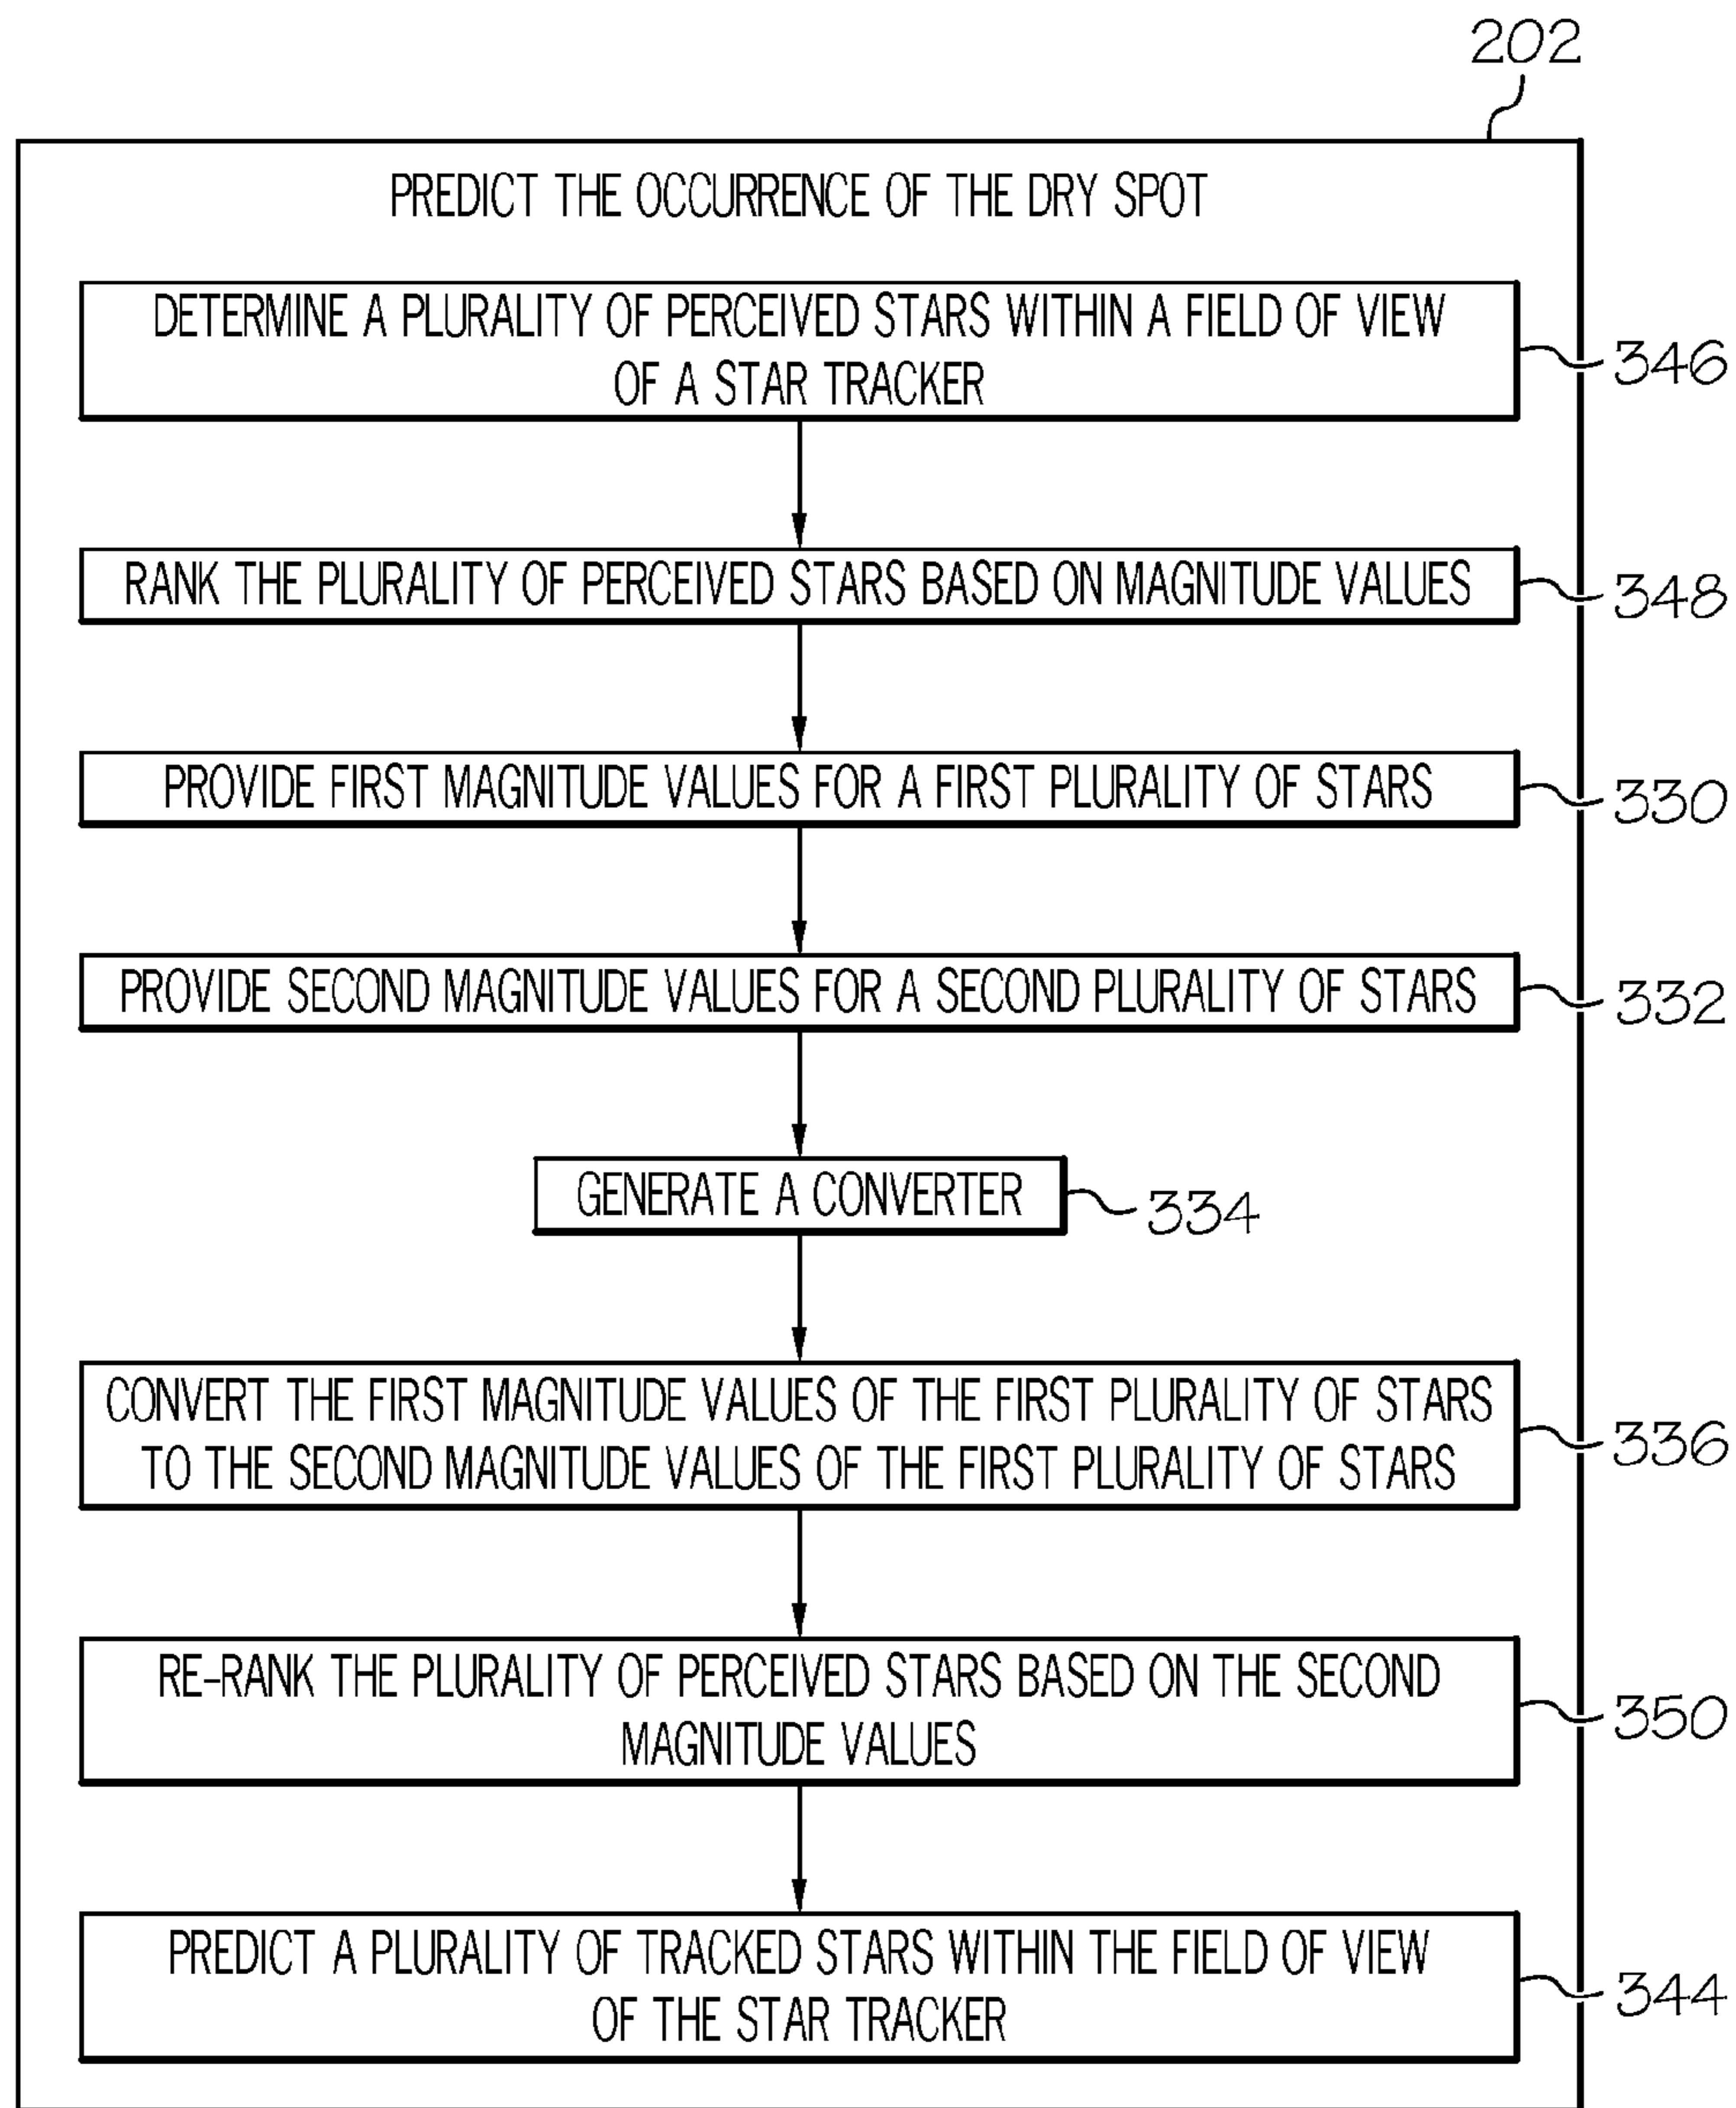 202
PREDICT THE OCCURRENCE OF THE DRY SPOT
DETERMINE A PLURALITY OF PERCEIVED STARS WITHIN A FIELD OF VIEW
OF A STAR TRACKER
346
RANK THE PLURALITY OF PERCEIVED STARS BASED ON MAGNITUDE VALUES
348
PROVIDE FIRST MAGNITUDE VALUES FOR A FIRST PLURALITY OF STARS
330
PROVIDE SECOND MAGNITUDE VALUES FOR A SECOND PLURALITY OF STARS
332
GENERATE A CONVERTER
334
CONVERT THE FIRST MAGNITUDE VALUES OF THE FIRST PLURALITY OF STARS
TO THE SECOND MAGNITUDE VALUES OF THE FIRST PLURALITY OF STARS
336
RE-RANK THE PLURALITY OF PERCEIVED STARS BASED ON THE SECOND
MAGNITUDE VALUES
350
PREDICT A PLURALITY OF TRACKED STARS WITHIN THE FIELD OF VIEW
OF THE STAR TRACKER
344